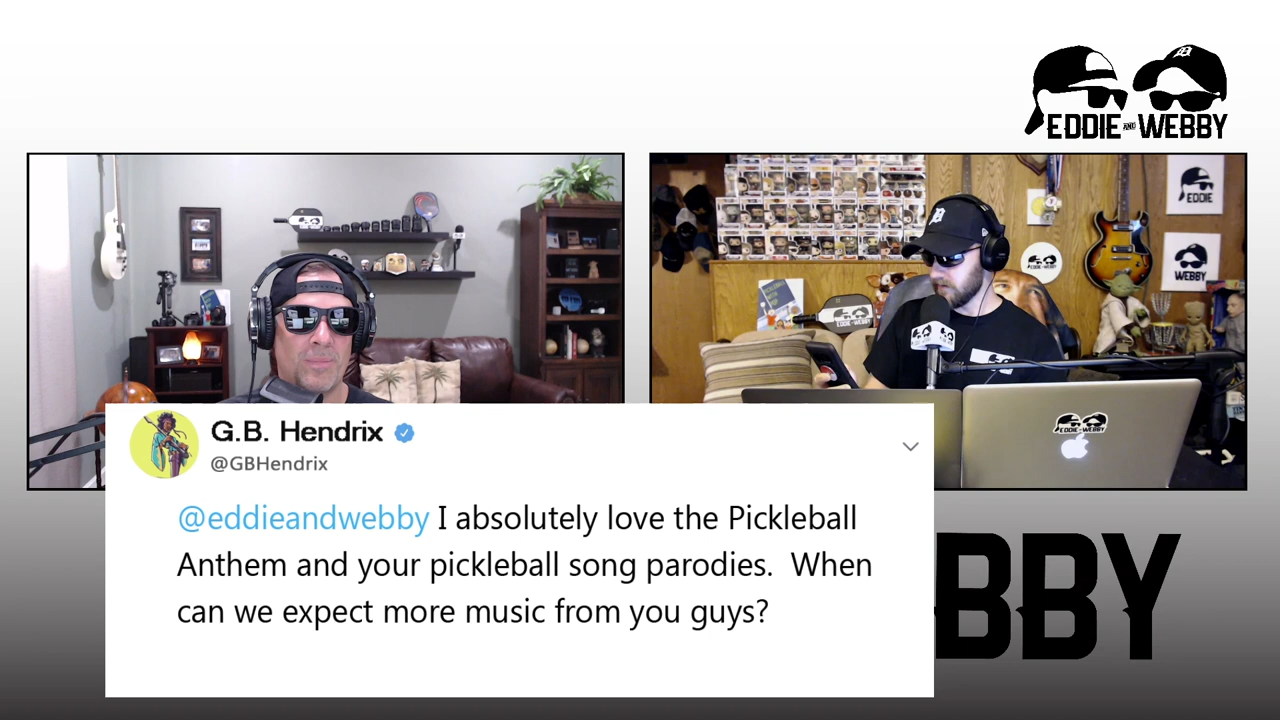 EDDIE AND WEBBY
EDDIE
WEBBY
G.B. Hendrix
@GBHendrix
@eddieandwebby I absolutely love the Pickleball
Anthem and your pickleball song parodies.  When
can we expect more music from you guys?
BBY